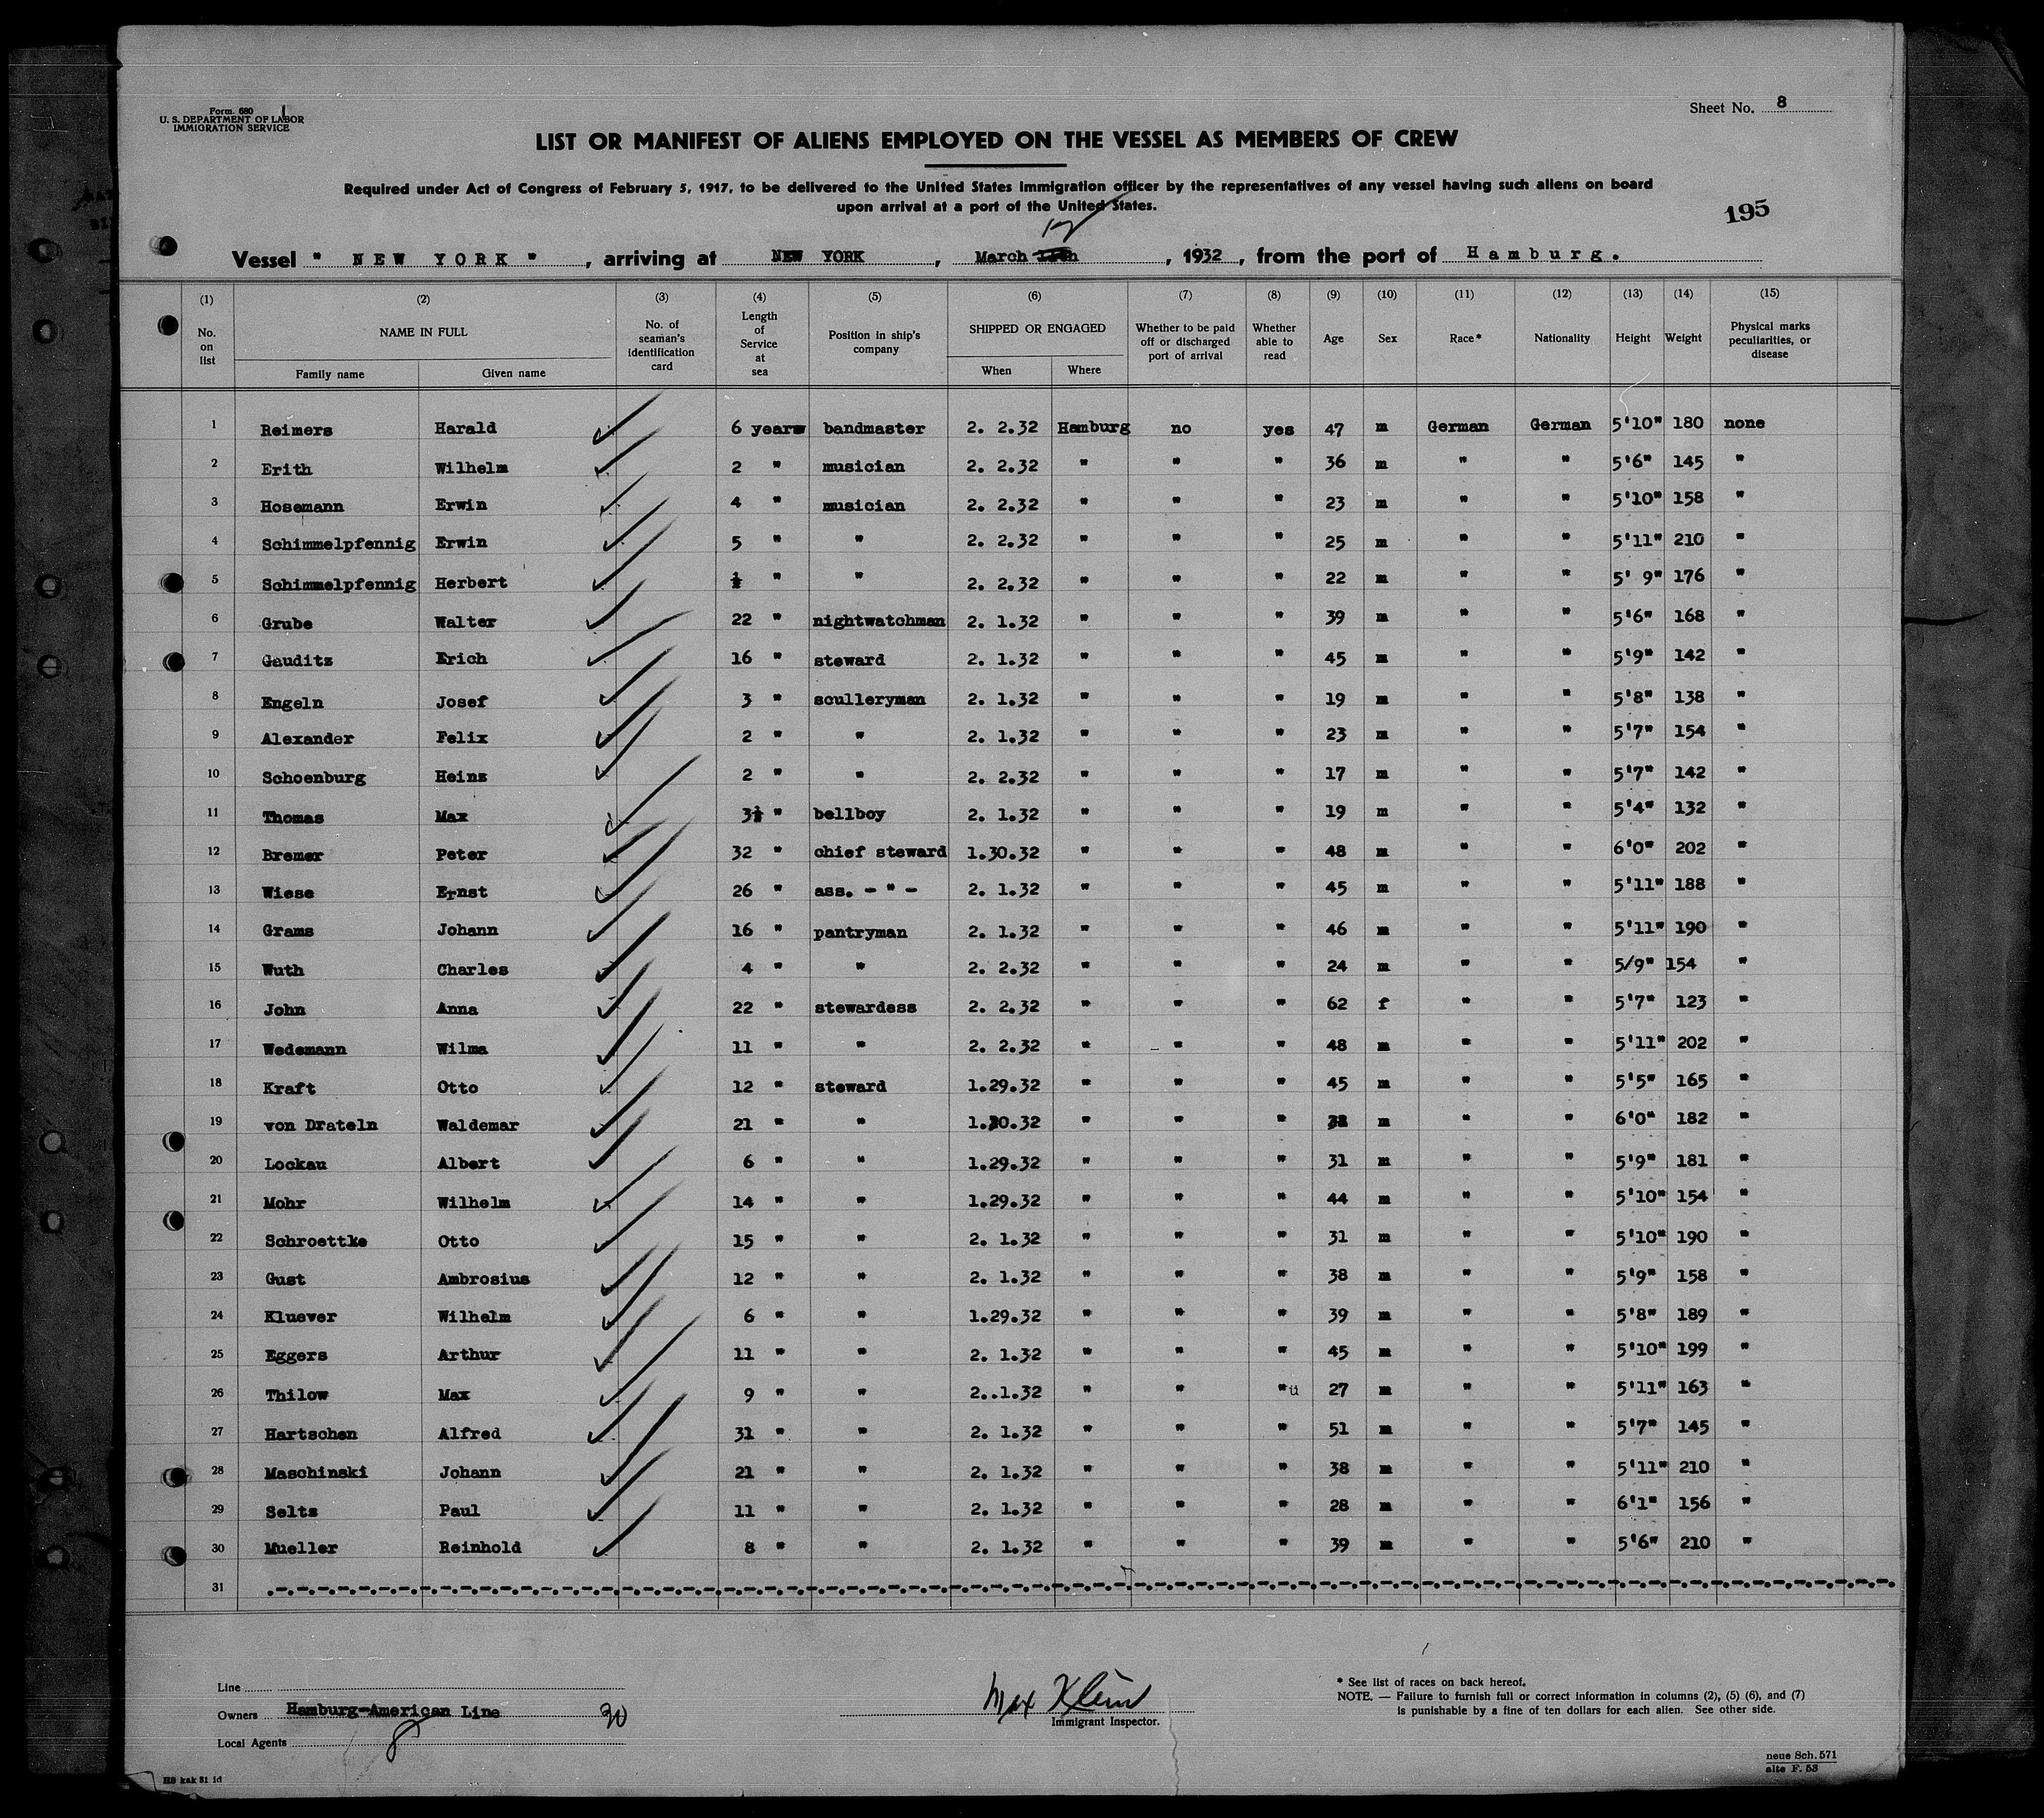 Form. 680
U. S. DEPARTMENT OF LABOR
IMMIGRATION SERVICE
Sheet No. 8
LIST OR MANIFEST OF ALIENS EMPLOYED ON THE VESSEL AS MEMBERS OF CREW
Required under Act of Congress of February 5, 1917, to be delivered to the United States Immigration officer by the representatives of any vessel having such aliens on board
upon arrival at a port of the United States.
195
12
Vessel " NEW YORK " , arriving at NEW YORK , March , 1932 , from the port of Hamburg.
(1) (2) (3) (4) (5) (6) (7) (8) (9) (10) (11) (12) (13) (14) (15)
No. on list NAME IN FULL Family name Given name No. of seaman's identification card Length of Service at sea Position in ship's company SHIPPED OR ENGAGED When Where Whether to be paid off or discharged port of arrival Whether able to read Age Sex Race* Nationality Height Weight Physical marks peculiarities, or disease
1 Reimers Harald 6 years bandmaster 2. 2.32 Hamburg no yes 47 m German German 5'10" 180 none
2 Erith Wilhelm 2 " musician 2. 2.32 " " " 36 m " " 5'6" 145 "
3 Hosemann Erwin 4 " musician 2. 2.32 " " " 23 m " " 5'10" 158 "
4 Schimmelpfennig Erwin 5 " " 2. 2.32 " " " 25 m " " 5'11" 210 "
5 Schimmelpfennig Herbert ½ " " 2. 2.32 " " " 22 m " " 5' 9" 176 "
6 Grube Walter 22 " nightwatchman 2. 1.32 " " " 39 m " " 5'6" 168 "
7 Gauditz Erich 16 " steward 2. 1.32 " " " 45 m " " 5'9" 142 "
8 Engeln Josef 3 " sculleryman 2. 1.32 " " " 19 m " " 5'8" 138 "
9 Alexander Felix 2 " " 2. 1.32 " " " 23 m " " 5'7" 154 "
10 Schoenburg Heinz 2 " " 2. 2.32 " " " 17 m " " 5'7" 142 "
11 Thomas Max 3½ " bellboy 2. 1.32 " " " 19 m " " 5'4" 132 "
12 Bremer Peter 32 " chief steward 1.30.32 " " " 48 m " " 6'0" 202 "
13 Wiese Ernst 26 " ass. - " - 2. 1.32 " " " 45 m " " 5'11" 188 "
14 Grams Johann 16 " pantryman 2. 1.32 " " " 46 m " " 5'11" 190 "
15 Wuth Charles 4 " " 2. 2.32 " " " 24 m " " 5/9" 154 "
16 John Anna 22 " stewardess 2. 2.32 " " " 62 f " " 5'7" 123 "
17 Wedemann Wilma 11 " " 2. 2.32 " " " 48 m " " 5'11" 202 "
18 Kraft Otto 12 " steward 1.29.32 " " " 45 m " " 5'5" 165 "
19 von Drateln Waldemar 21 " " 1.30.32 " " " m " " 6'0" 182 "
20 Lockau Albert 6 " " 1.29.32 " " " 31 m " " 5'9" 181 "
21 Mohr Wilhelm 14 " " 1.29.32 " " " 44 m " " 5'10" 154 "
22 Schroettke Otto 15 " " 2. 1.32 " " " 31 m " " 5'10" 190 "
23 Gust Ambrosius 12 " " 2. 1.32 " " " 38 m " " 5'9" 158 "
24 Kluever Wilhelm 6 " " 1.29.32 " " " 39 m " " 5'8" 189 "
25 Eggers Arthur 11 " " 2. 1.32 " " " 45 m " " 5'10" 199 "
26 Thilow Max 9 " " 2..1.32 " " "ü 27 m " " 5'11" 163 "
27 Hartschen Alfred 31 " " 2. 1.32 " " " 51 m " " 5'7" 145 "
28 Maschinski Johann 21 " " 2. 1.32 " " " 38 m " " 5'11" 210 "
29 Seltz Paul 11 " " 2. 1.32 " " " 28 m " " 6'1" 156 "
30 Mueller Reinhold 8 " " 2. 1.32 " " " 39 m " " 5'6" 210 "
31
Line
Owners Hamburg-American Line 30
Local Agents
Max Klein
Immigrant Inspector.
* See list of races on back hereof.
NOTE. — Failure to furnish full or correct information in columns (2), (5) (6), and (7)
is punishable by a fine of ten dollars for each alien. See other side.
neue Sch. 571
alte F. 53
HS kak 31 id